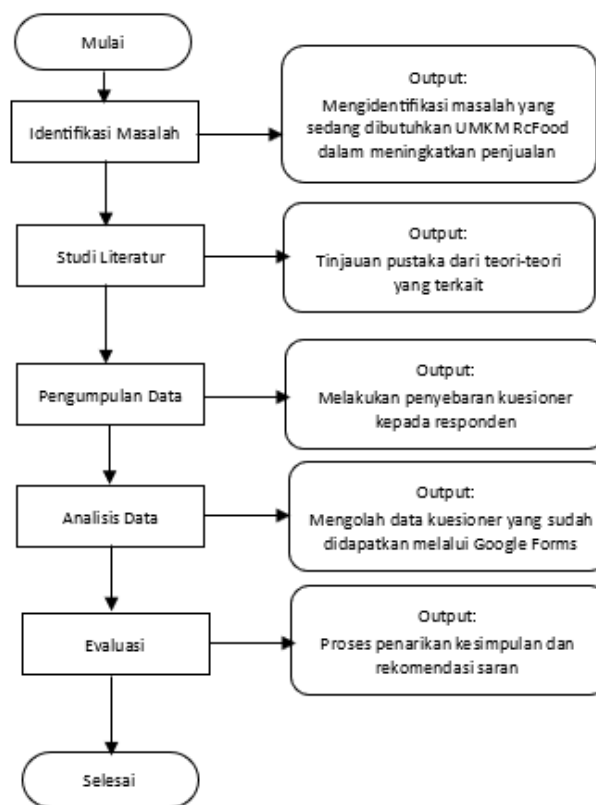 Mulai
Identifikasi Masalah
Output:
Mengidentifikasi masalah yang
sedang dibutuhkan UMKM RcFood
dalam meningkatkan penjualan
Studi Literatur
Output:
Tinjauan pustaka dari teori-teori
yang terkait
Pengumpulan Data
Output:
Melakukan penyebaran kuesioner
kepada responden
Analisis Data
Output:
Mengolah data kuesioner yang sudah
didapatkan melalui Google Forms
Evaluasi
Output:
Proses penarikan kesimpulan dan
rekomendasi saran
Selesai